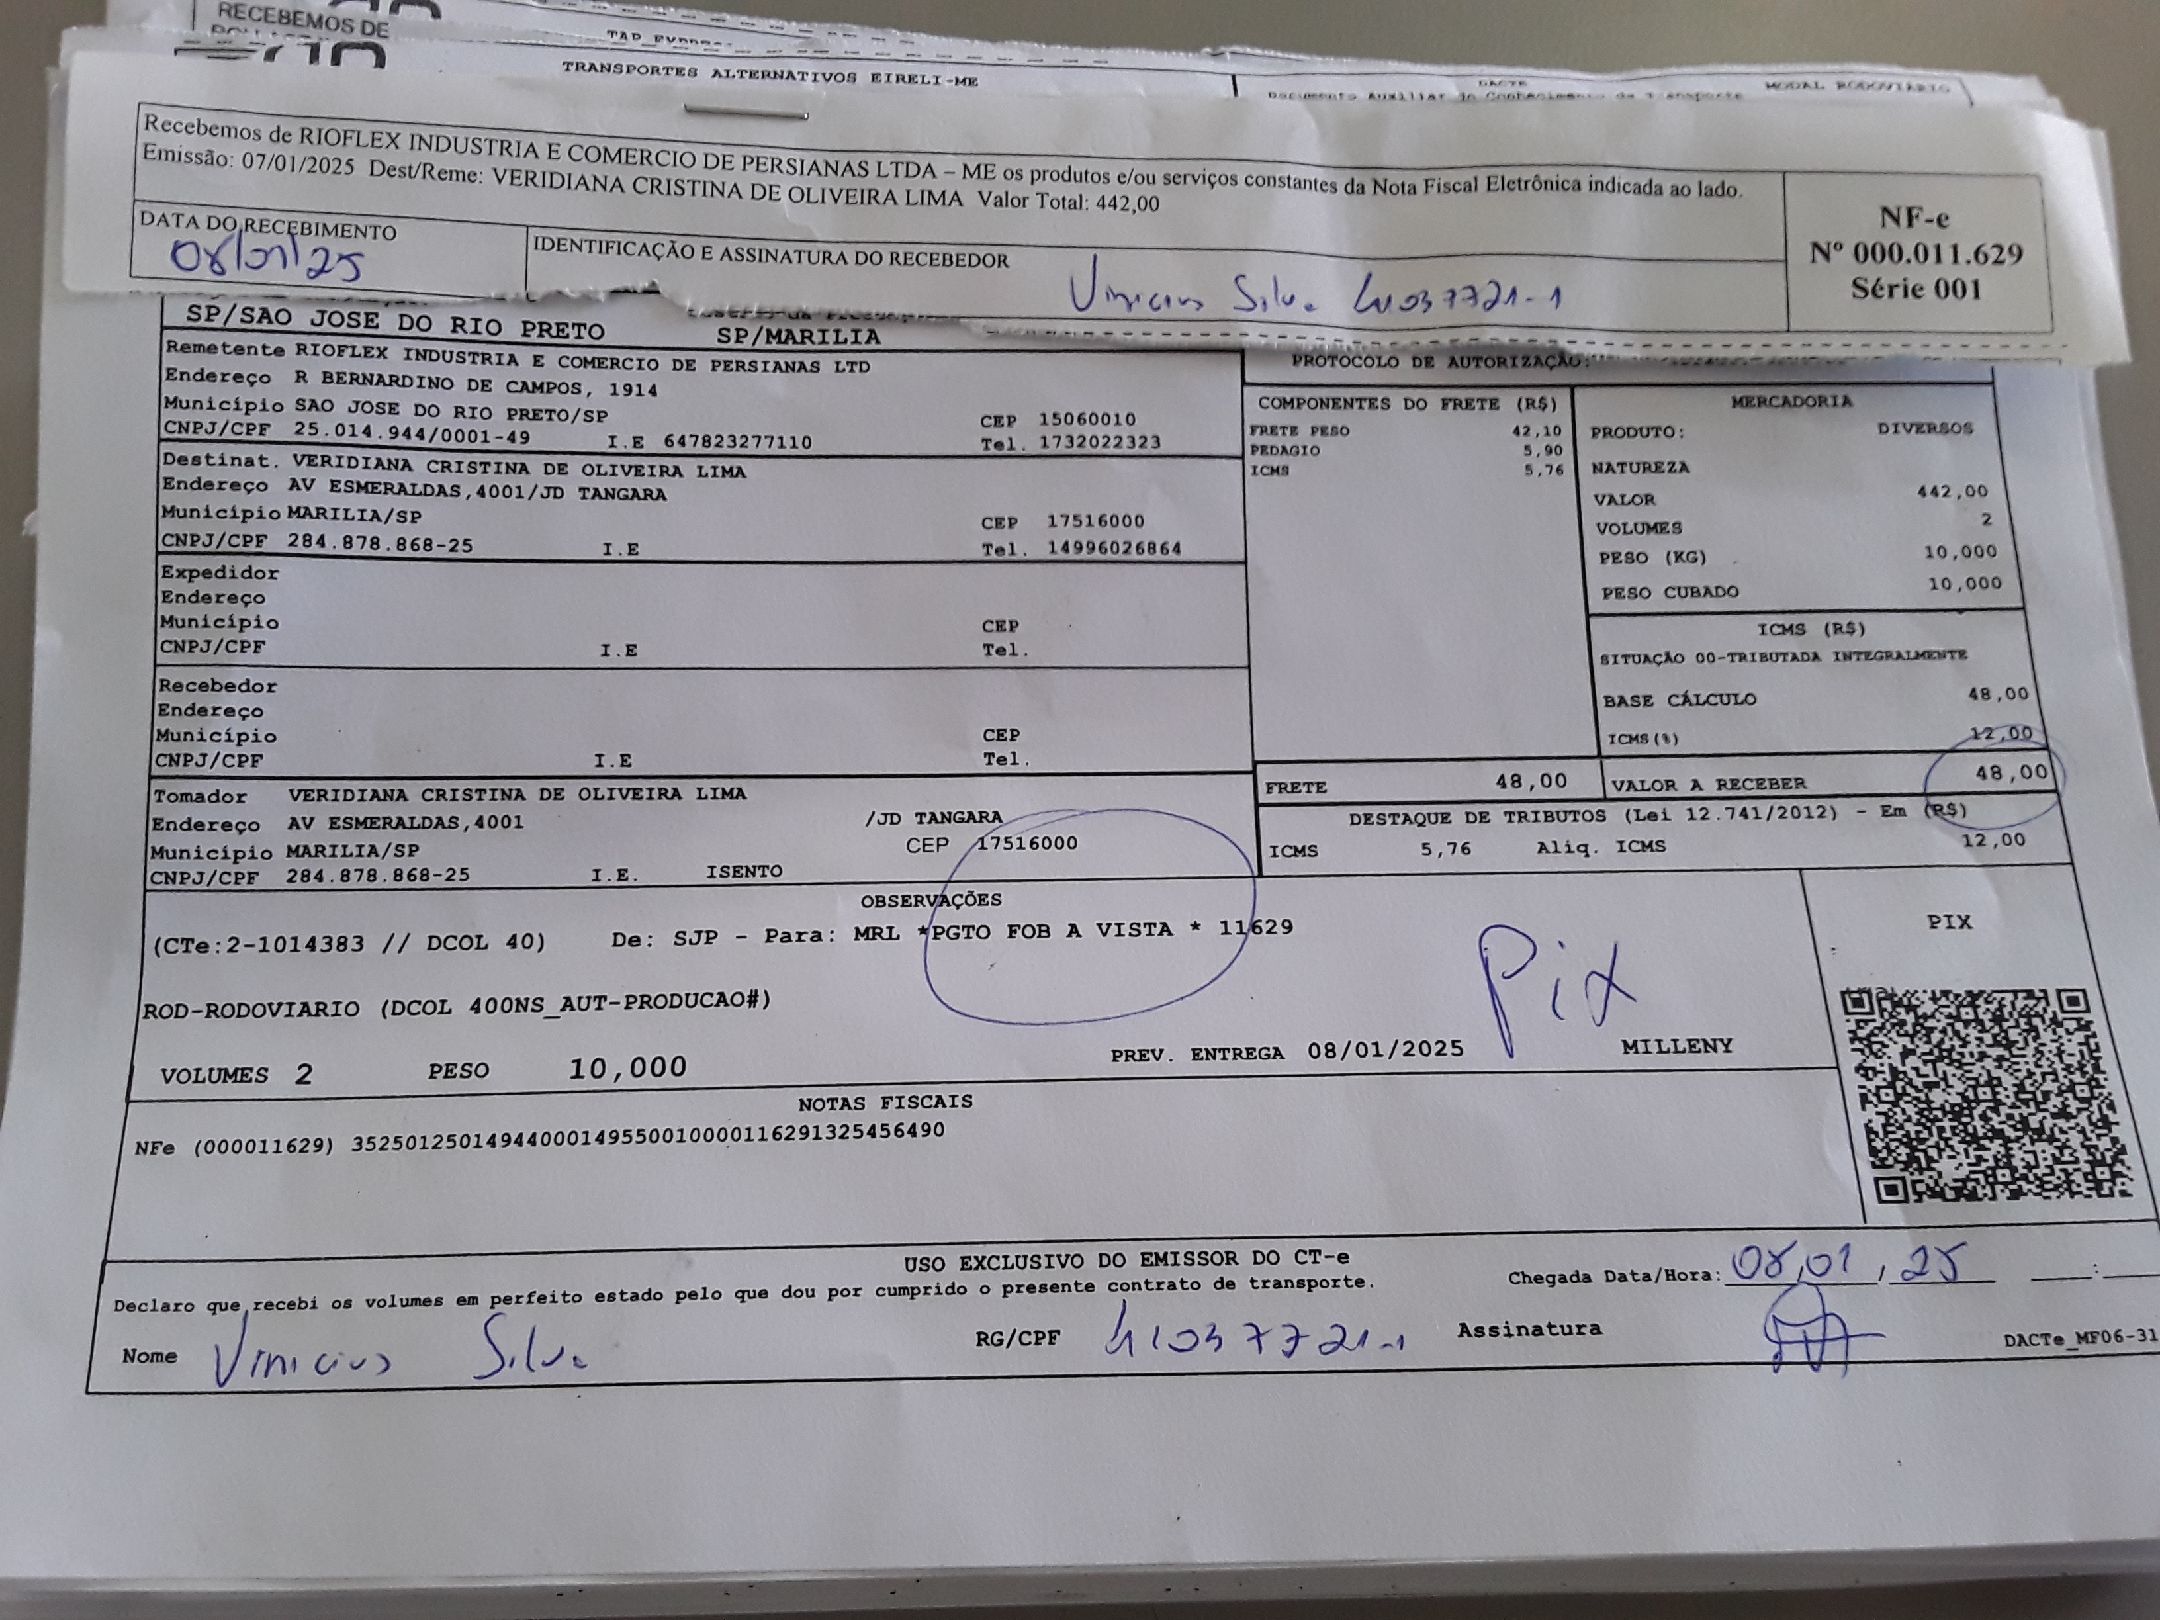 RECEBEMOS DE
TRANSPORTES ALTERNATIVOS EIRELI-ME
DACTE
MODAL RODOVIARIO
Documento Auxiliar do Conhecimento de Transporte
Recebemos de RIOFLEX INDUSTRIA E COMERCIO DE PERSIANAS LTDA – ME os produtos e/ou serviços constantes da Nota Fiscal Eletrônica indicada ao lado.
Emissão: 07/01/2025 Dest/Reme: VERIDIANA CRISTINA DE OLIVEIRA LIMA Valor Total: 442,00
NF-e
Nº 000.011.629
Série 001
DATA DO RECEBIMENTO
08/01/25
IDENTIFICAÇÃO E ASSINATURA DO RECEBEDOR
Vinicius Silva 41037721-1
SP/SAO JOSE DO RIO PRETO SP/MARILIA
PROTOCOLO DE AUTORIZAÇÃO:
Remetente RIOFLEX INDUSTRIA E COMERCIO DE PERSIANAS LTD
Endereço R BERNARDINO DE CAMPOS, 1914
Município SAO JOSE DO RIO PRETO/SP CEP 15060010
CNPJ/CPF 25.014.944/0001-49 I.E 647823277110 Tel. 1732022323
Destinat. VERIDIANA CRISTINA DE OLIVEIRA LIMA
Endereço AV ESMERALDAS,4001/JD TANGARA
Município MARILIA/SP CEP 17516000
CNPJ/CPF 284.878.868-25 I.E Tel. 14996026864
Expedidor
Endereço
Município CEP
CNPJ/CPF I.E Tel.
Recebedor
Endereço
Município CEP
CNPJ/CPF I.E Tel.
Tomador VERIDIANA CRISTINA DE OLIVEIRA LIMA
Endereço AV ESMERALDAS,4001 /JD TANGARA
Município MARILIA/SP CEP 17516000
CNPJ/CPF 284.878.868-25 I.E. ISENTO
COMPONENTES DO FRETE (R$)
FRETE PESO 42,10
PEDAGIO 5,90
ICMS 5,76
MERCADORIA
PRODUTO: DIVERSOS
NATUREZA
VALOR 442,00
VOLUMES 2
PESO (KG) 10,000
PESO CUBADO 10,000
ICMS (R$)
SITUAÇÃO 00-TRIBUTADA INTEGRALMENTE
BASE CÁLCULO 48,00
ICMS(%) 12,00
FRETE 48,00 VALOR A RECEBER 48,00
DESTAQUE DE TRIBUTOS (Lei 12.741/2012) - Em (R$)
ICMS 5,76 Aliq. ICMS 12,00
OBSERVAÇÕES
(CTe:2-1014383 // DCOL 40) De: SJP - Para: MRL *PGTO FOB A VISTA * 11629
Pix
PIX
ROD-RODOVIARIO (DCOL 400NS_AUT-PRODUCAO#)
VOLUMES 2 PESO 10,000 PREV. ENTREGA 08/01/2025 MILLENY
NOTAS FISCAIS
NFe (000011629) 35250125014944000149550010000116291325456490
USO EXCLUSIVO DO EMISSOR DO CT-e
Declaro que recebi os volumes em perfeito estado pelo que dou por cumprido o presente contrato de transporte.
Chegada Data/Hora: 08,01,25 :
Nome Vinicius Silva RG/CPF 41037721-1 Assinatura
DACTe_MF06-31